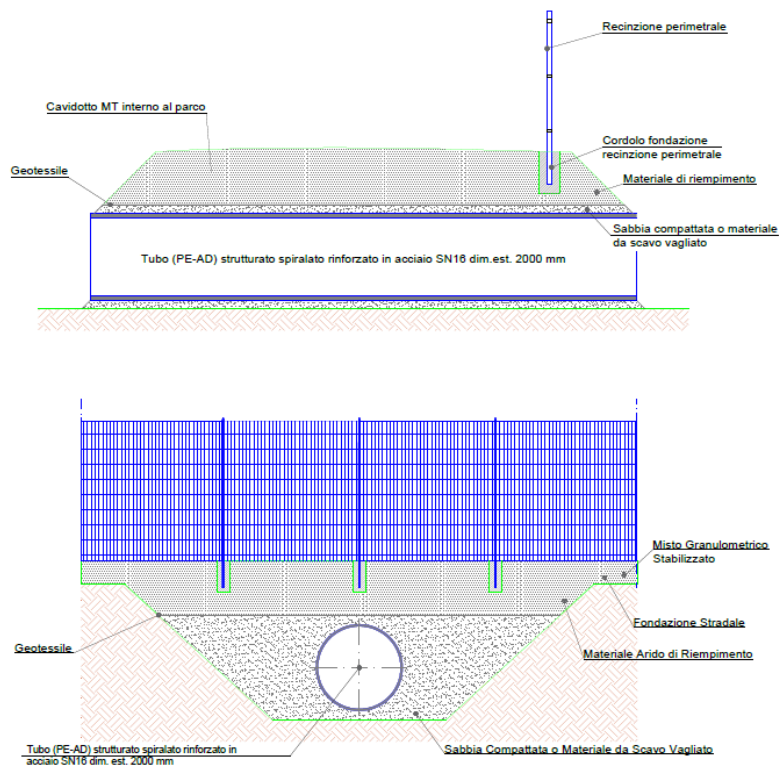 Recinzione perimetrale
Cavidotto MT interno al parco
Cordolo fondazione
recinzione perimetrale
Geotessile
Materiale di riempimento
Sabbia compattata o materiale
da scavo vagliato
Tubo (PE-AD) strutturato spiralato rinforzato in acciaio SN16 dim.est. 2000 mm
Misto Granulometrico
Stabilizzato
Fondazione Stradale
Geotessile
Materiale Arido di Riempimento
Tubo (PE-AD) strutturato spiralato rinforzato in
acciaio SN16 dim. est. 2000 mm
Sabbia Compattata o Materiale da Scavo Vagliato